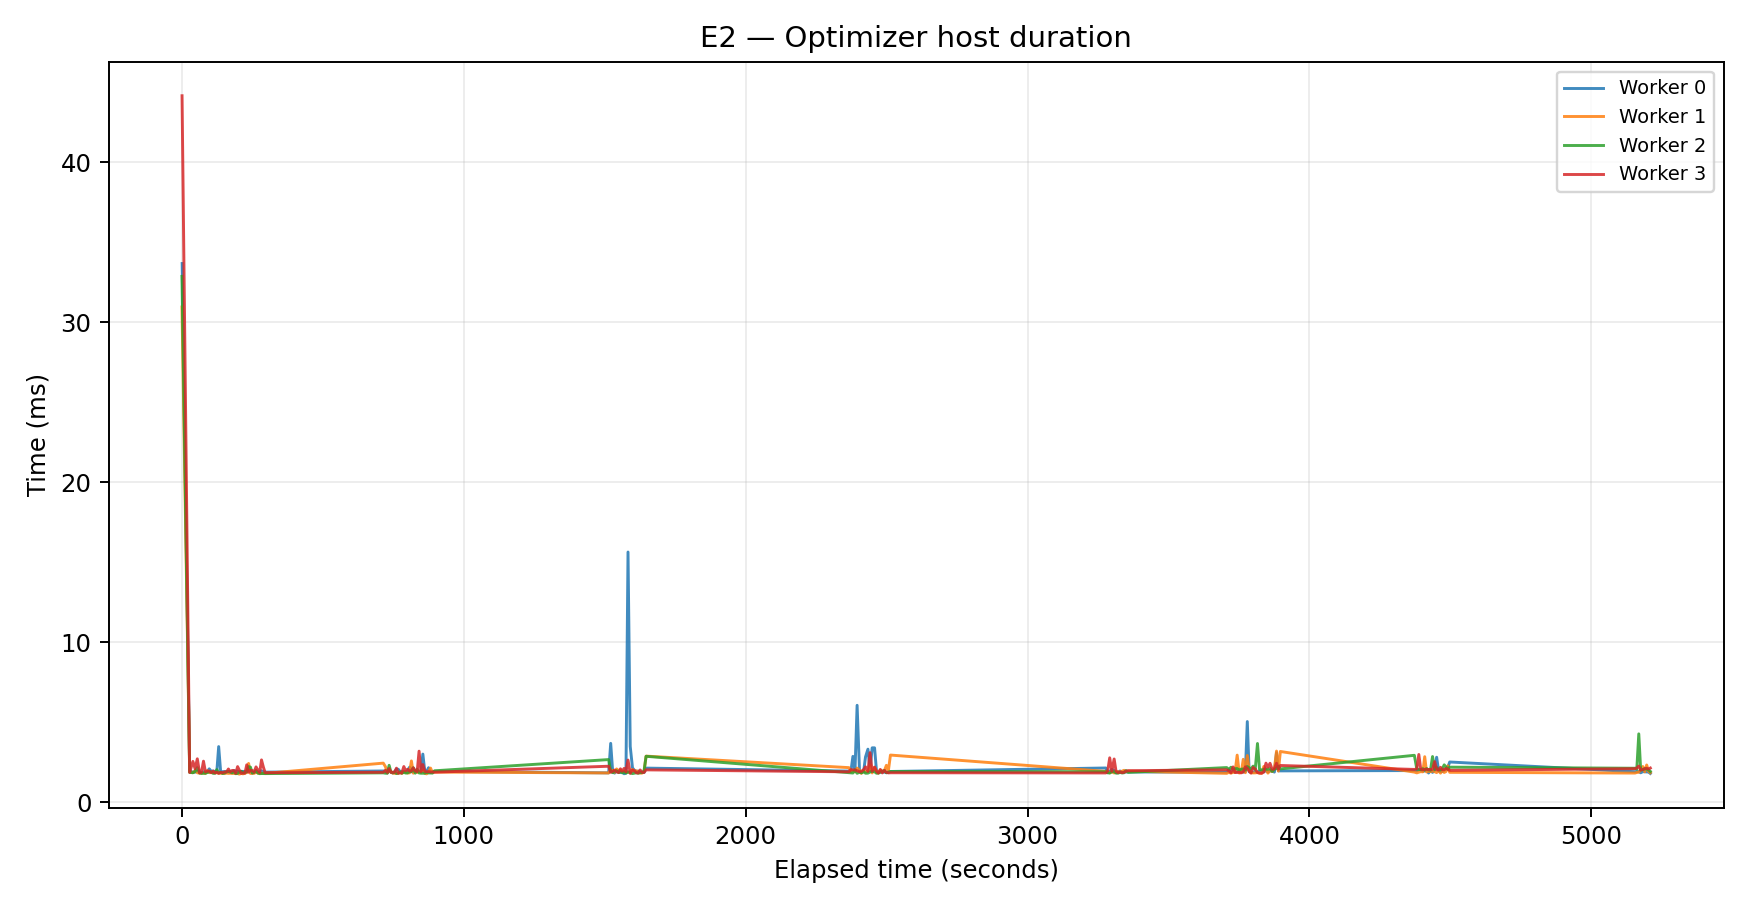 E2 — Optimizer host duration
Worker 0
Worker 1
Worker 2
Worker 3
Time (ms)
40
30
20
10
0
0 1000 2000 3000 4000 5000
Elapsed time (seconds)